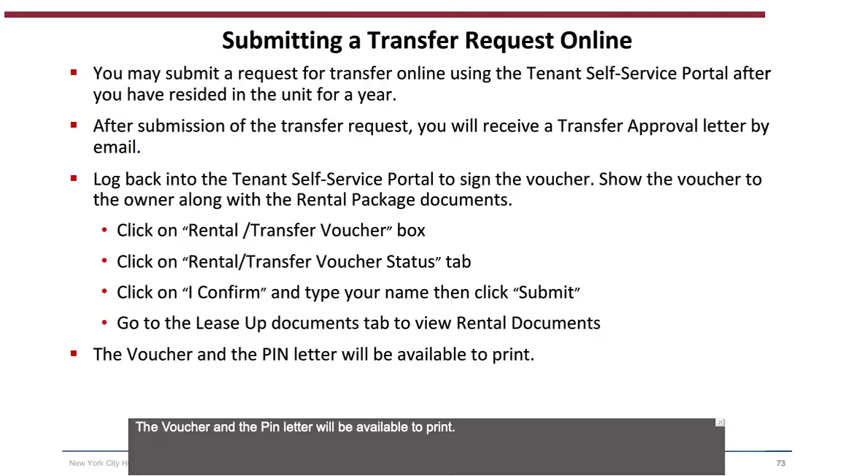 Submitting a Transfer Request Online
▪ You may submit a request for transfer online using the Tenant Self-Service Portal after
you have resided in the unit for a year.
▪ After submission of the transfer request, you will receive a Transfer Approval letter by
email.
▪ Log back into the Tenant Self-Service Portal to sign the voucher. Show the voucher to
the owner along with the Rental Package documents.
• Click on “Rental /Transfer Voucher” box
• Click on “Rental/Transfer Voucher Status” tab
• Click on “I Confirm” and type your name then click “Submit”
• Go to the Lease Up documents tab to view Rental Documents
▪ The Voucher and the PIN letter will be available to print.
The Voucher and the Pin letter will be available to print.
New York City H
73